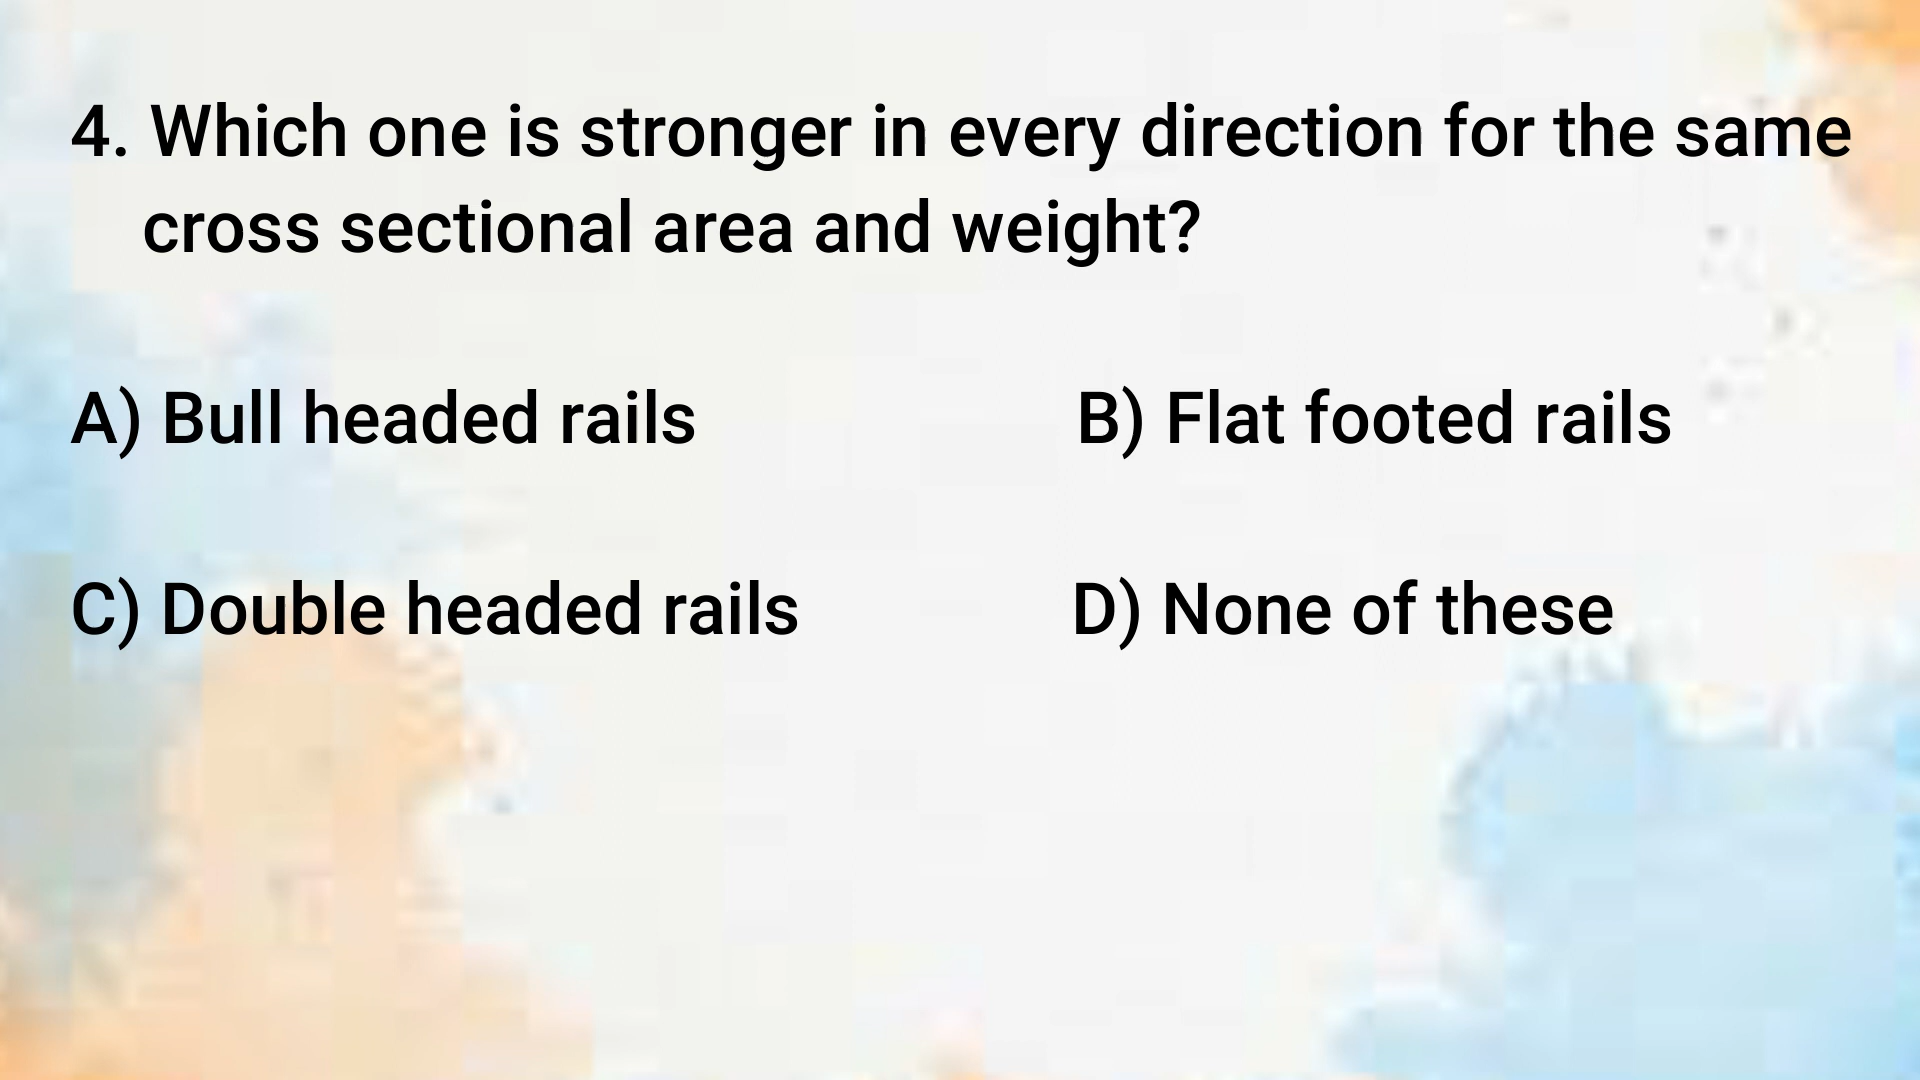 4. Which one is stronger in every direction for the same
cross sectional area and weight?
A) Bull headed rails B) Flat footed rails
C) Double headed rails D) None of these